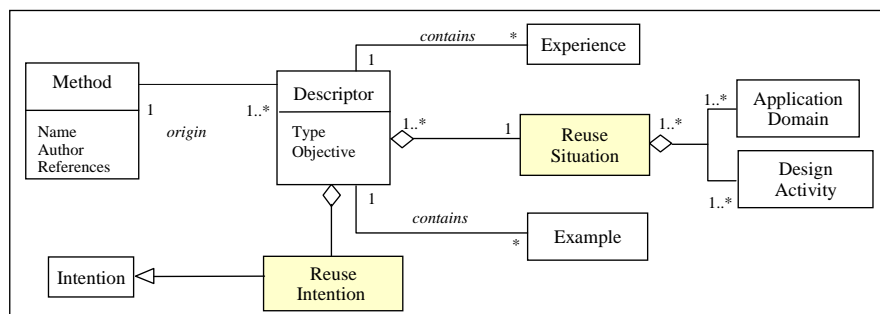 contains
1
*
Experience
Method
Name
Author
References
1
origin
1..*
Descriptor
Type
Objective
1..*
1
Reuse
Situation
1..*
1..*
Application
Domain
Design
Activity
1..*
1
contains
*
Example
Intention
Reuse
Intention